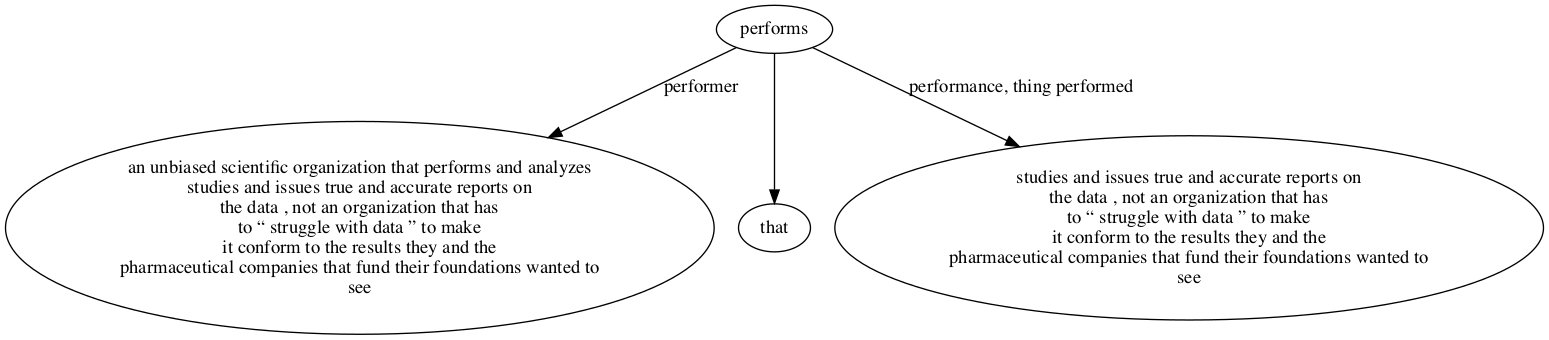 performs
performer
performance, thing performed
an unbiased scientific organization that performs and analyzes
studies and issues true and accurate reports on
the data , not an organization that has
to “ struggle with data ” to make
it conform to the results they and the
pharmaceutical companies that fund their foundations wanted to
see
that
studies and issues true and accurate reports on
the data , not an organization that has
to “ struggle with data ” to make
it conform to the results they and the
pharmaceutical companies that fund their foundations wanted to
see